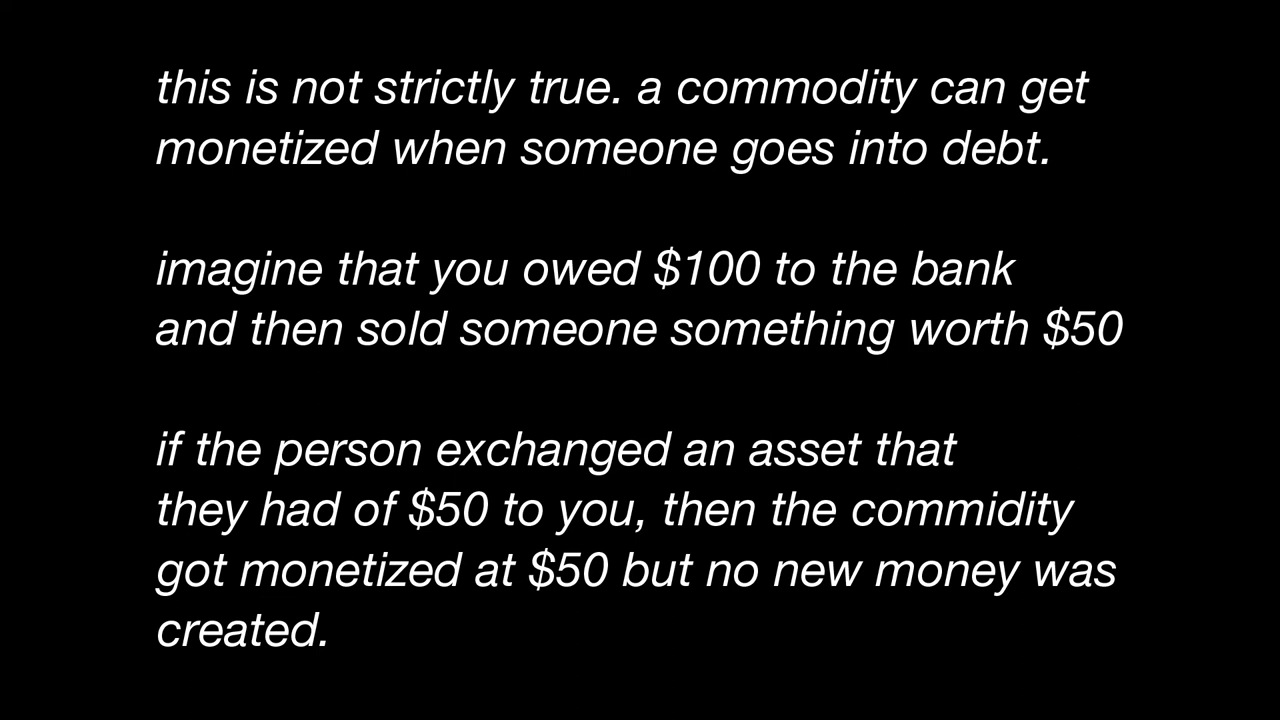 this is not strictly true. a commodity can get
monetized when someone goes into debt.
imagine that you owed $100 to the bank
and then sold someone something worth $50
if the person exchanged an asset that
they had of $50 to you, then the commidity
got monetized at $50 but no new money was
created.